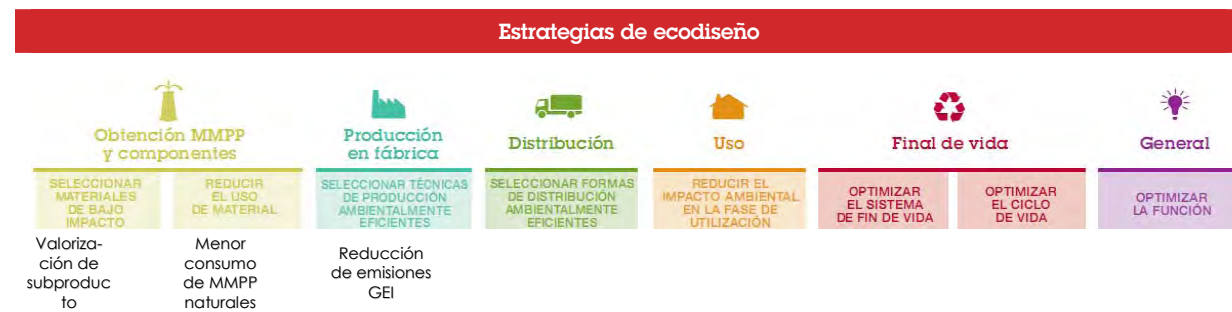 Estrategias de ecodiseño
Obtención MMPP
y componentes
Producción
en fábrica
Distribución
Uso
Final de vida
General
SELECCIONAR
MATERIALES
DE BAJO
IMPACTO
REDUCIR
EL USO
DE MATERIAL
SELECCIONAR TÉCNICAS
DE PRODUCCIÓN
AMBIENTALMENTE
EFICIENTES
SELECCIONAR FORMAS
DE DISTRIBUCIÓN
AMBIENTALMENTE
EFICIENTES
REDUCIR EL
IMPACTO AMBIENTAL
EN LA FASE DE
UTILIZACIÓN
OPTIMIZAR
EL SISTEMA
DE FIN DE VIDA
OPTIMIZAR
EL CICLO
DE VIDA
OPTIMIZAR
LA FUNCIÓN
Valoriza-
ción de
subproduc
to
Menor
consumo
de MMPP
naturales
Reducción
de emisiones
GEI